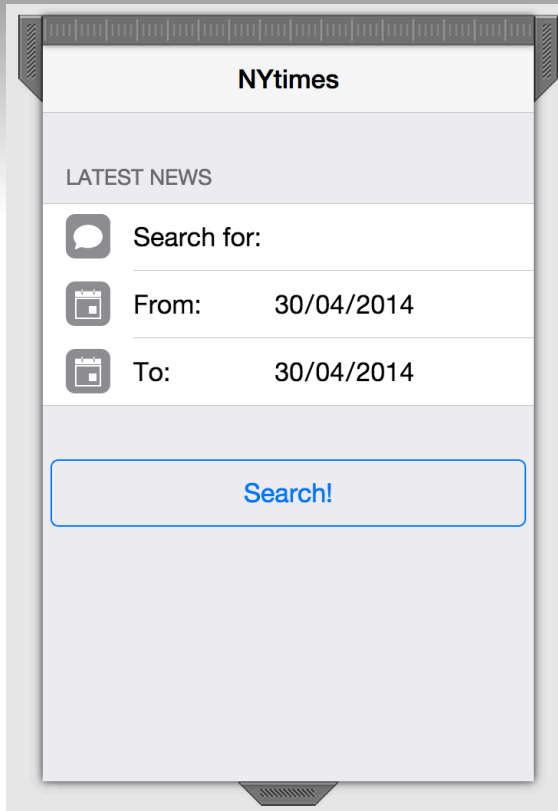 NYtimes
LATEST NEWS
Search for:
From: 30/04/2014
To: 30/04/2014
Search!